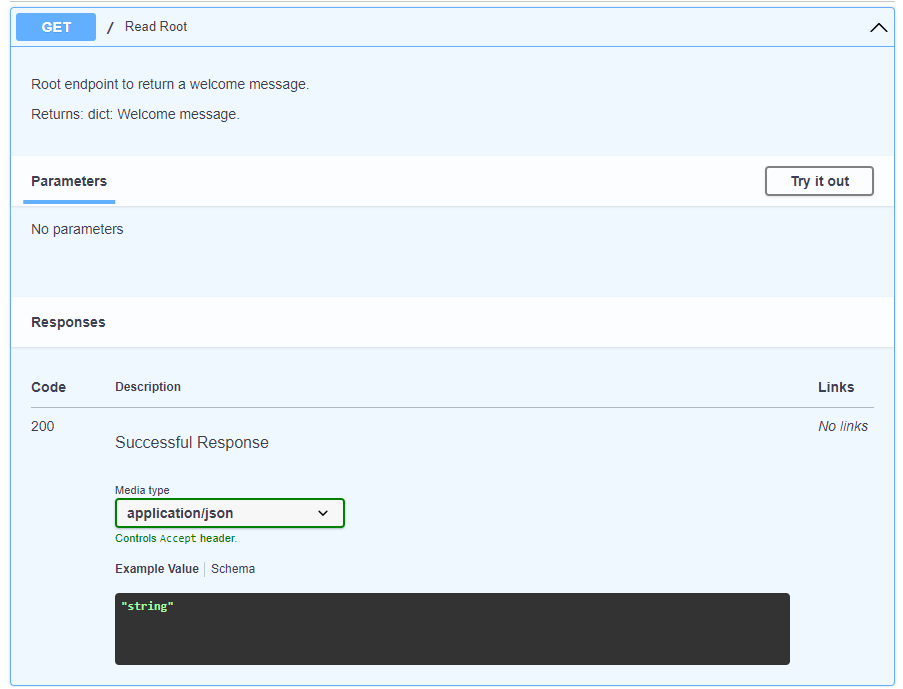 GET / Read Root
Root endpoint to return a welcome message.
Returns: dict: Welcome message.
Parameters
Try it out
No parameters
Responses
Code Description Links
200 Successful Response No links
Media type
application/json
Controls Accept header.
Example Value Schema
"string"